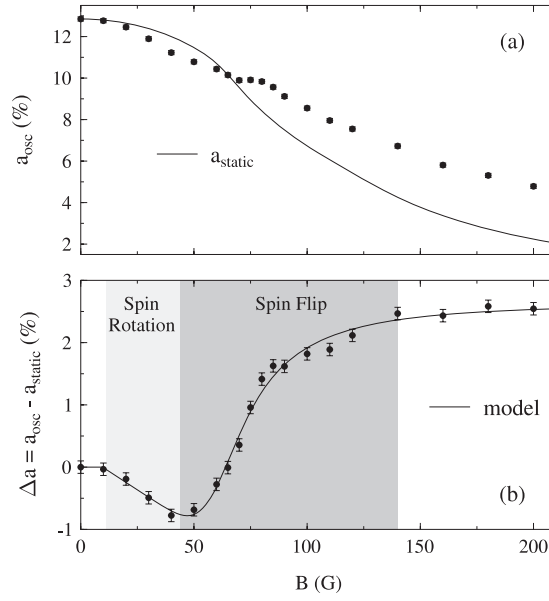 12
10
8
6
4
2
a_osc (%)
(a)
a_static
3
2
1
0
-1
Δa = a_osc - a_static (%)
Spin
Rotation
Spin Flip
model
(b)
0
50
100
150
200
B (G)